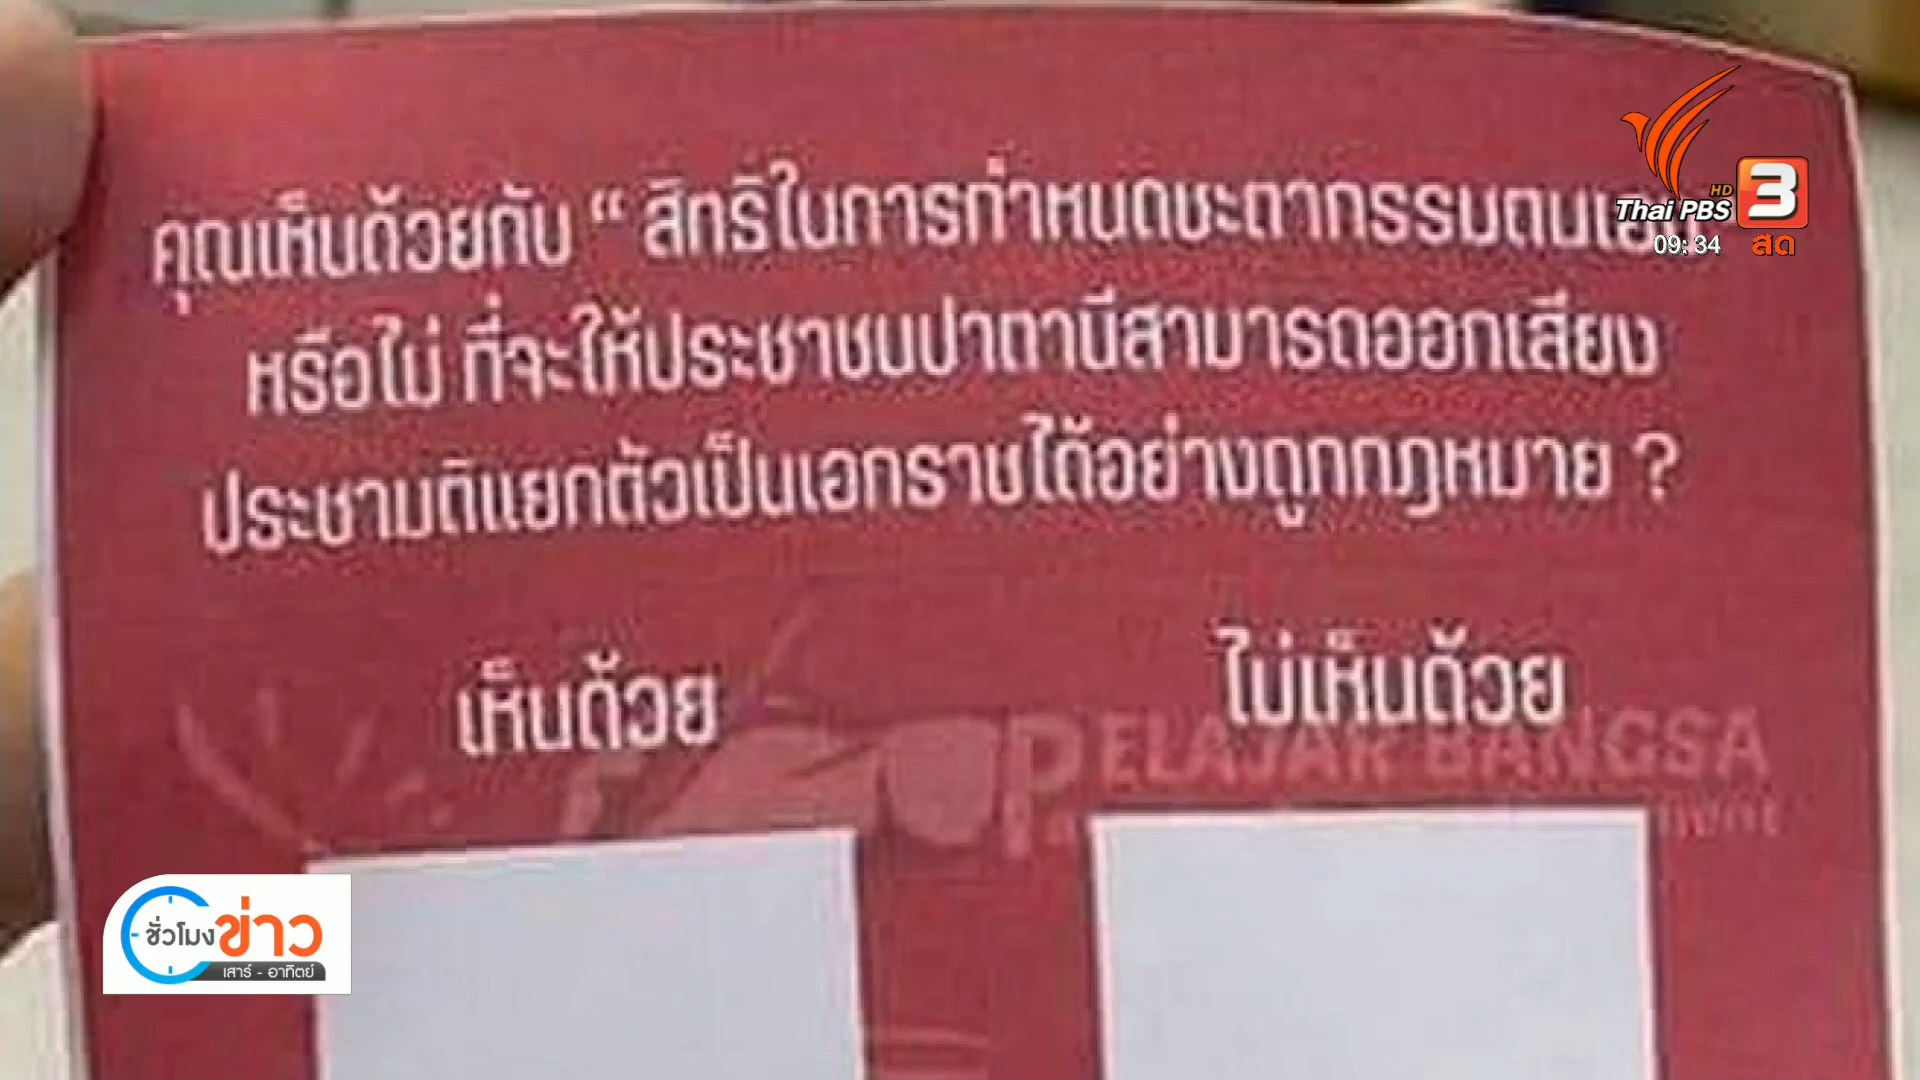 คุณเห็นด้วยกับ “ สิทธิในการกำหนดชะตากรรมตนเอง
หรือไม่ ที่จะให้ประชาชนปาตานีสามารถออกเสียง
ประชามติแยกตัวเป็นเอกราชได้อย่างถูกกฎหมาย ?
เห็นด้วย
ไม่เห็นด้วย
PELAJAR BANGSA
HD
Thai PBS 3
09:34 สด
ชั่วโมงข่าว
เสาร์ - อาทิตย์